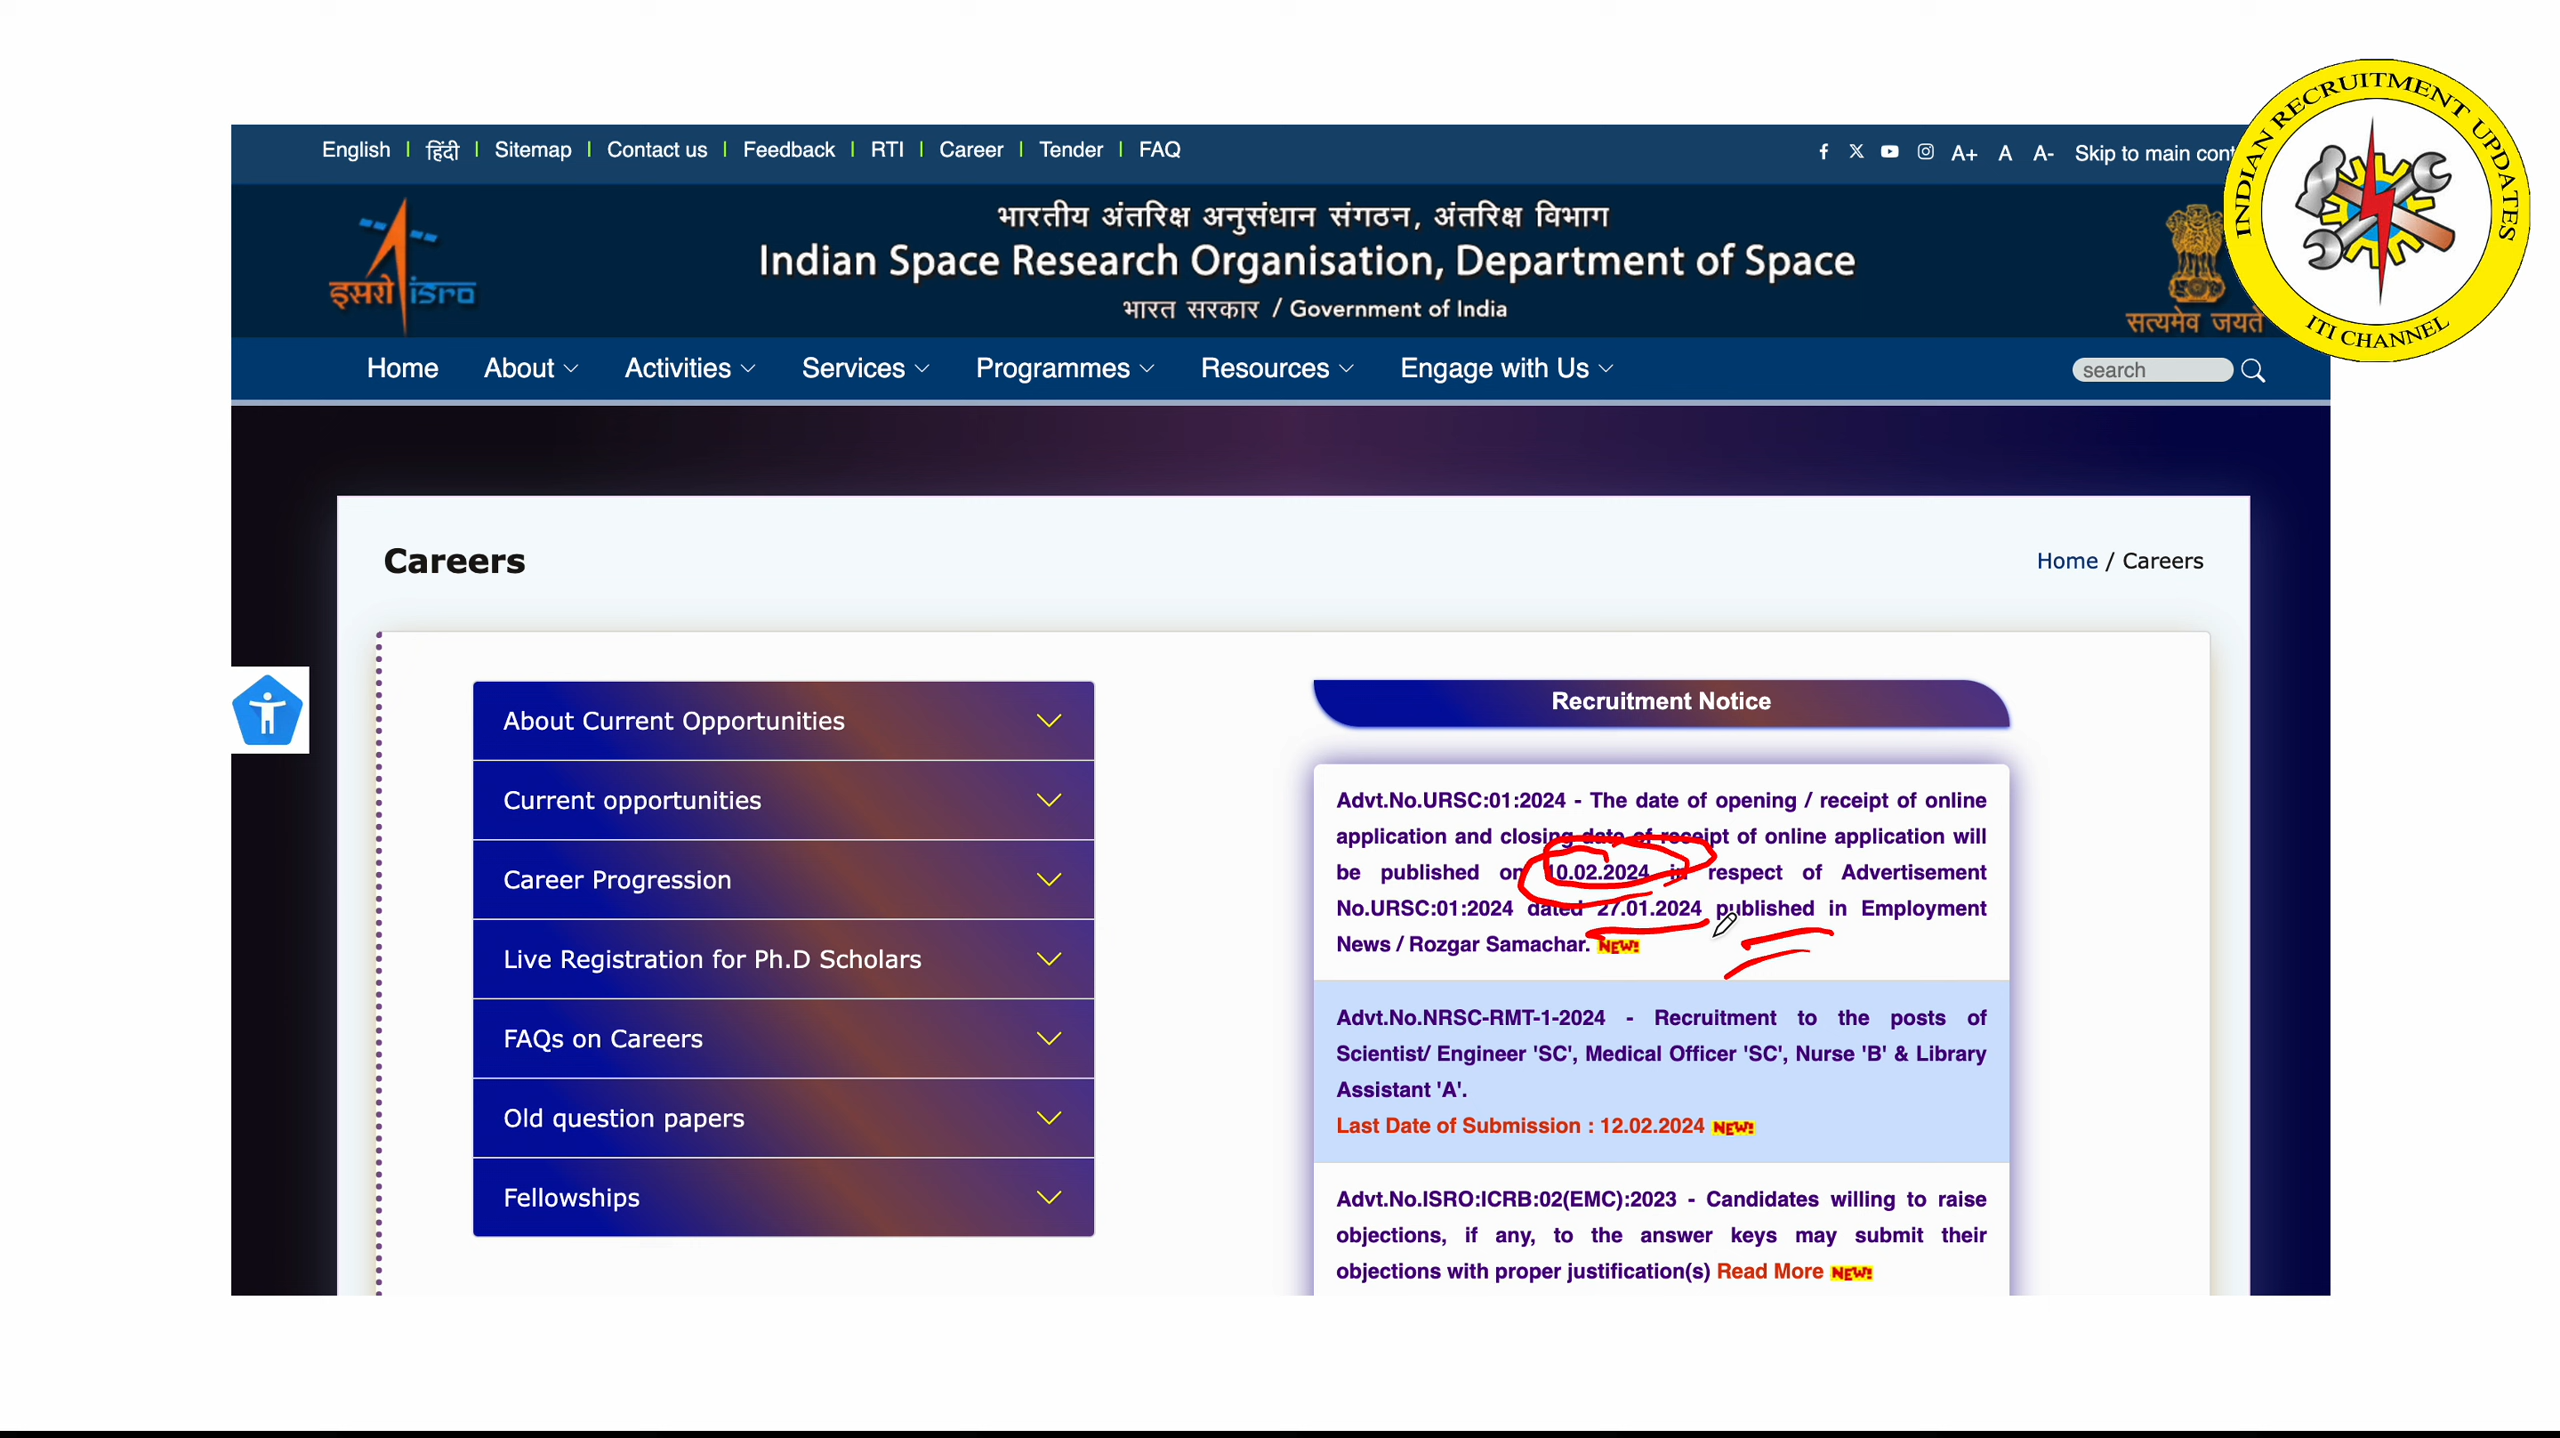 English | हिंदी | Sitemap | Contact us | Feedback | RTI | Career | Tender | FAQ
A+ A A- Skip to main cont
INDIAN RECRUITMENT UPDATES
ITI CHANNEL
भारतीय अंतरिक्ष अनुसंधान संगठन, अंतरिक्ष विभाग
Indian Space Research Organisation, Department of Space
भारत सरकार / Government of India
इसरो isro
सत्यमेव जयते
Home About Activities Services Programmes Resources Engage with Us
search
Careers
Home / Careers
About Current Opportunities
Current opportunities
Career Progression
Live Registration for Ph.D Scholars
FAQs on Careers
Old question papers
Fellowships
Recruitment Notice
Advt.No.URSC:01:2024 - The date of opening / receipt of online
application and closing date of receipt of online application will
be published on 10.02.2024 in respect of Advertisement
No.URSC:01:2024 dated 27.01.2024 published in Employment
News / Rozgar Samachar. NEW!
Advt.No.NRSC-RMT-1-2024 - Recruitment to the posts of
Scientist/ Engineer 'SC', Medical Officer 'SC', Nurse 'B' & Library
Assistant 'A'.
Last Date of Submission : 12.02.2024 NEW!
Advt.No.ISRO:ICRB:02(EMC):2023 - Candidates willing to raise
objections, if any, to the answer keys may submit their
objections with proper justification(s) Read More NEW!